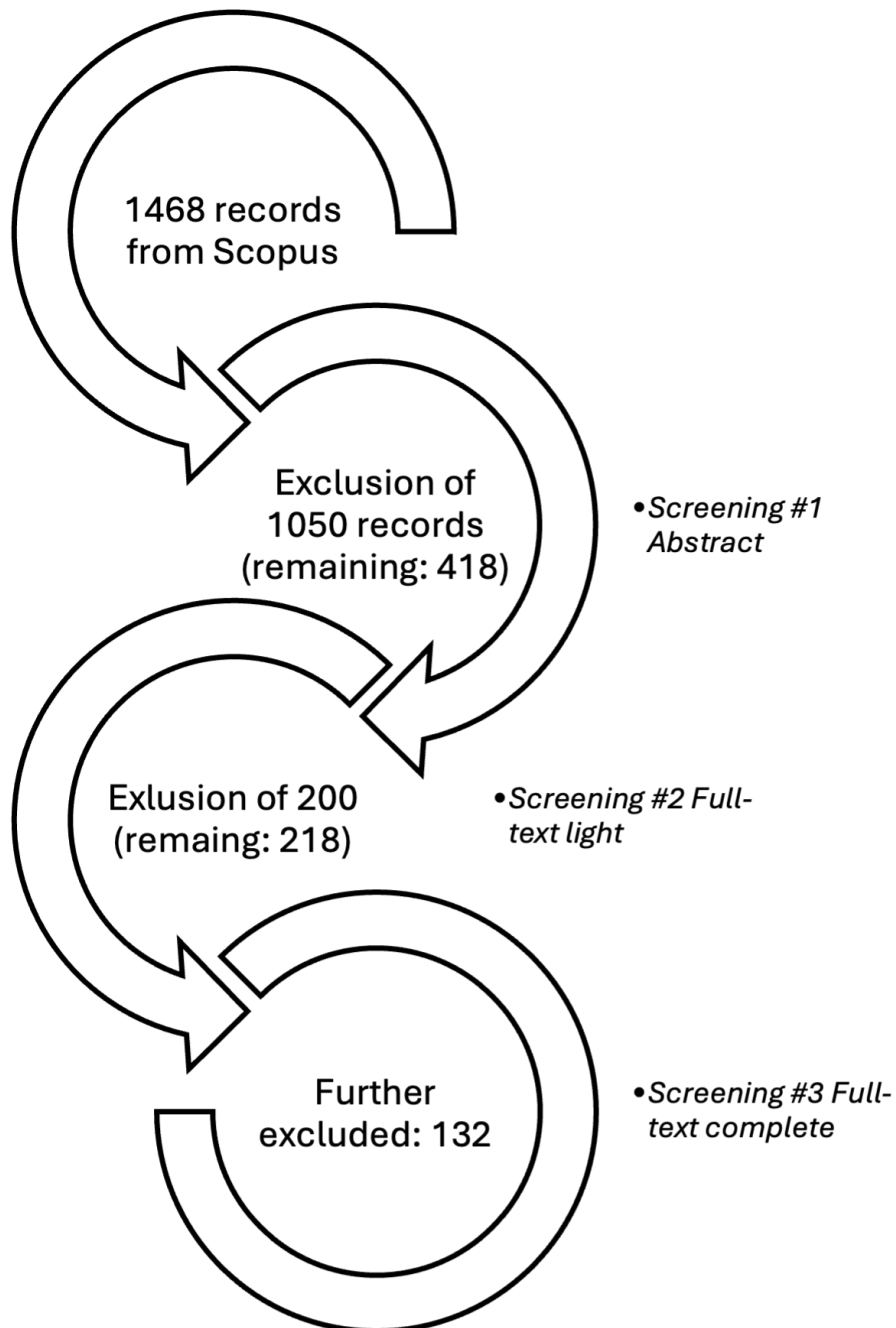 1468 records
from Scopus
Exclusion of
1050 records
(remaining: 418)
•Screening #1
Abstract
Exlusion of 200
(remaing: 218)
•Screening #2 Full-
text light
Further
excluded: 132
•Screening #3 Full-
text complete